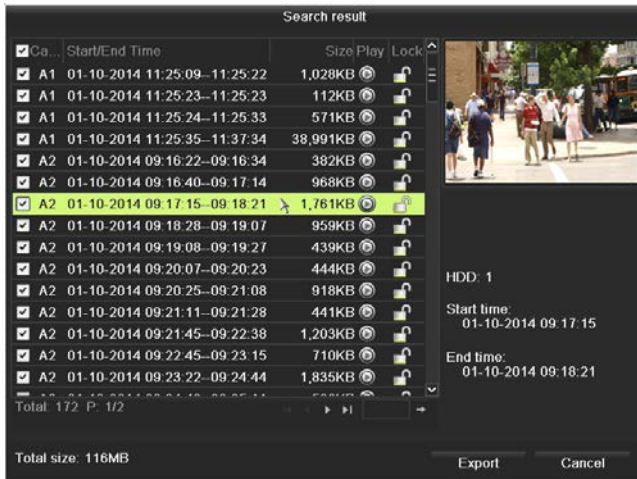 Search result
Ca... Start/End Time Size Play Lock
A1 01-10-2014 11:25:09--11:25:22 1,028KB
A1 01-10-2014 11:25:23--11:25:23 112KB
A1 01-10-2014 11:25:24--11:25:33 571KB
A1 01-10-2014 11:25:35--11:37:34 38,991KB
A2 01-10-2014 09:16:22--09:16:34 382KB
A2 01-10-2014 09:16:40--09:17:14 968KB
A2 01-10-2014 09:17:15--09:18:21 1,761KB
A2 01-10-2014 09:18:28--09:19:07 959KB
A2 01-10-2014 09:19:08--09:19:27 439KB
A2 01-10-2014 09:20:07--09:20:23 444KB
A2 01-10-2014 09:20:25--09:21:08 918KB
A2 01-10-2014 09:21:11--09:21:28 441KB
A2 01-10-2014 09:21:45--09:22:38 1,203KB
A2 01-10-2014 09:22:45--09:23:15 710KB
A2 01-10-2014 09:23:22--09:24:44 1,835KB
Total: 172 P: 1/2
HDD: 1
Start time:
01-10-2014 09:17:15
End time:
01-10-2014 09:18:21
Total size: 116MB
Export Cancel